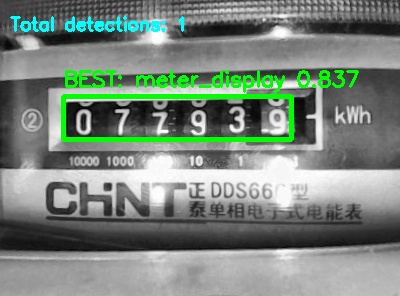 Total detections: 1
BEST: meter_display 0.837
② 0 7 7 9 3 9 kWh
10000 1000 10 1
CHNT 正泰 DDS666型
单相电子式电能表